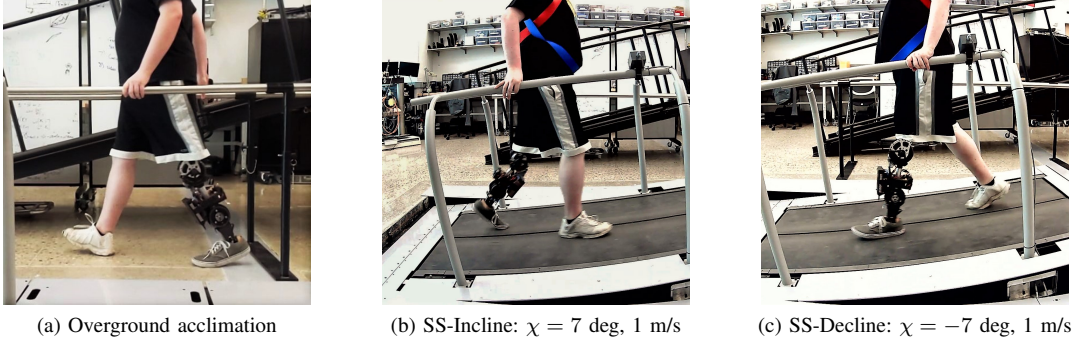 (a) Overground acclimation
(b) SS-Incline: χ = 7 deg, 1 m/s
(c) SS-Decline: χ = −7 deg, 1 m/s